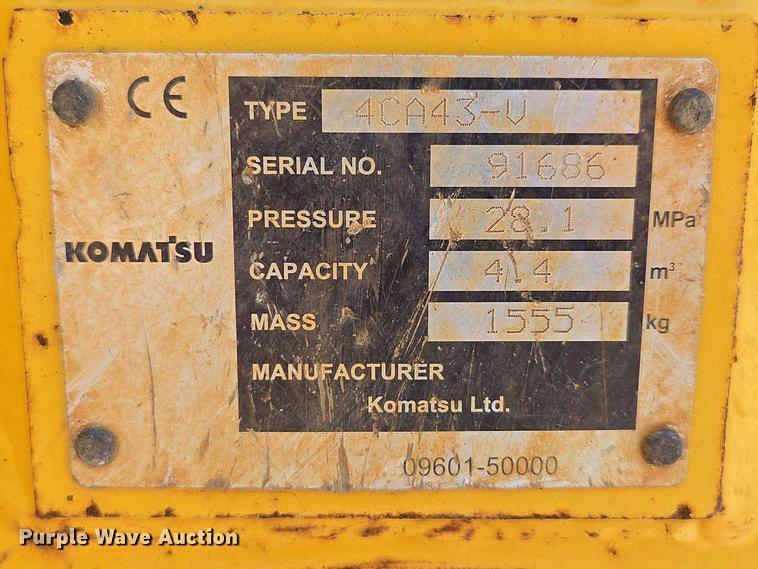 CE
TYPE 4CA43-V
SERIAL NO. 91686
PRESSURE 28.1 MPa
KOMATSU
CAPACITY 4.4 m³
MASS 1555 kg
MANUFACTURER
Komatsu Ltd.
09601-50000
Purple Wave Auction